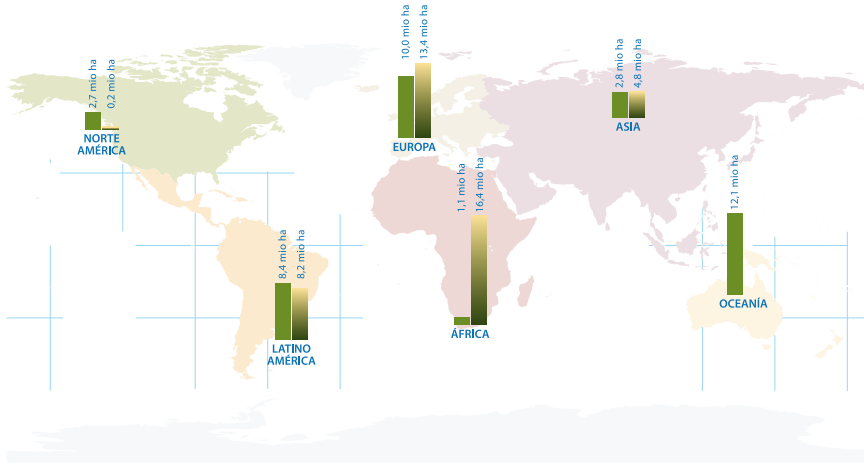 2,7 mio ha
0,2 mio ha
NORTE
AMÉRICA
10,0 mio ha
13,4 mio ha
EUROPA
2,8 mio ha
4,8 mio ha
ASIA
8,4 mio ha
8,2 mio ha
LATINO
AMÉRICA
1,1 mio ha
16,4 mio ha
ÁFRICA
12,1 mio ha
OCEANÍA